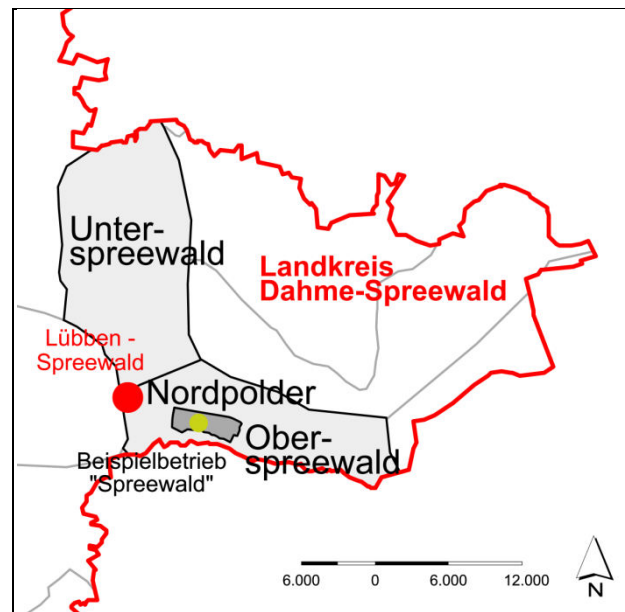 Unter-
spreewald
Landkreis
Dahme-Spreewald
Lübben -
Spreewald
Nordpolder
Ober-
spreewald
Beispielbetrieb
"Spreewald"
6.000 0 6.000 12.000
N